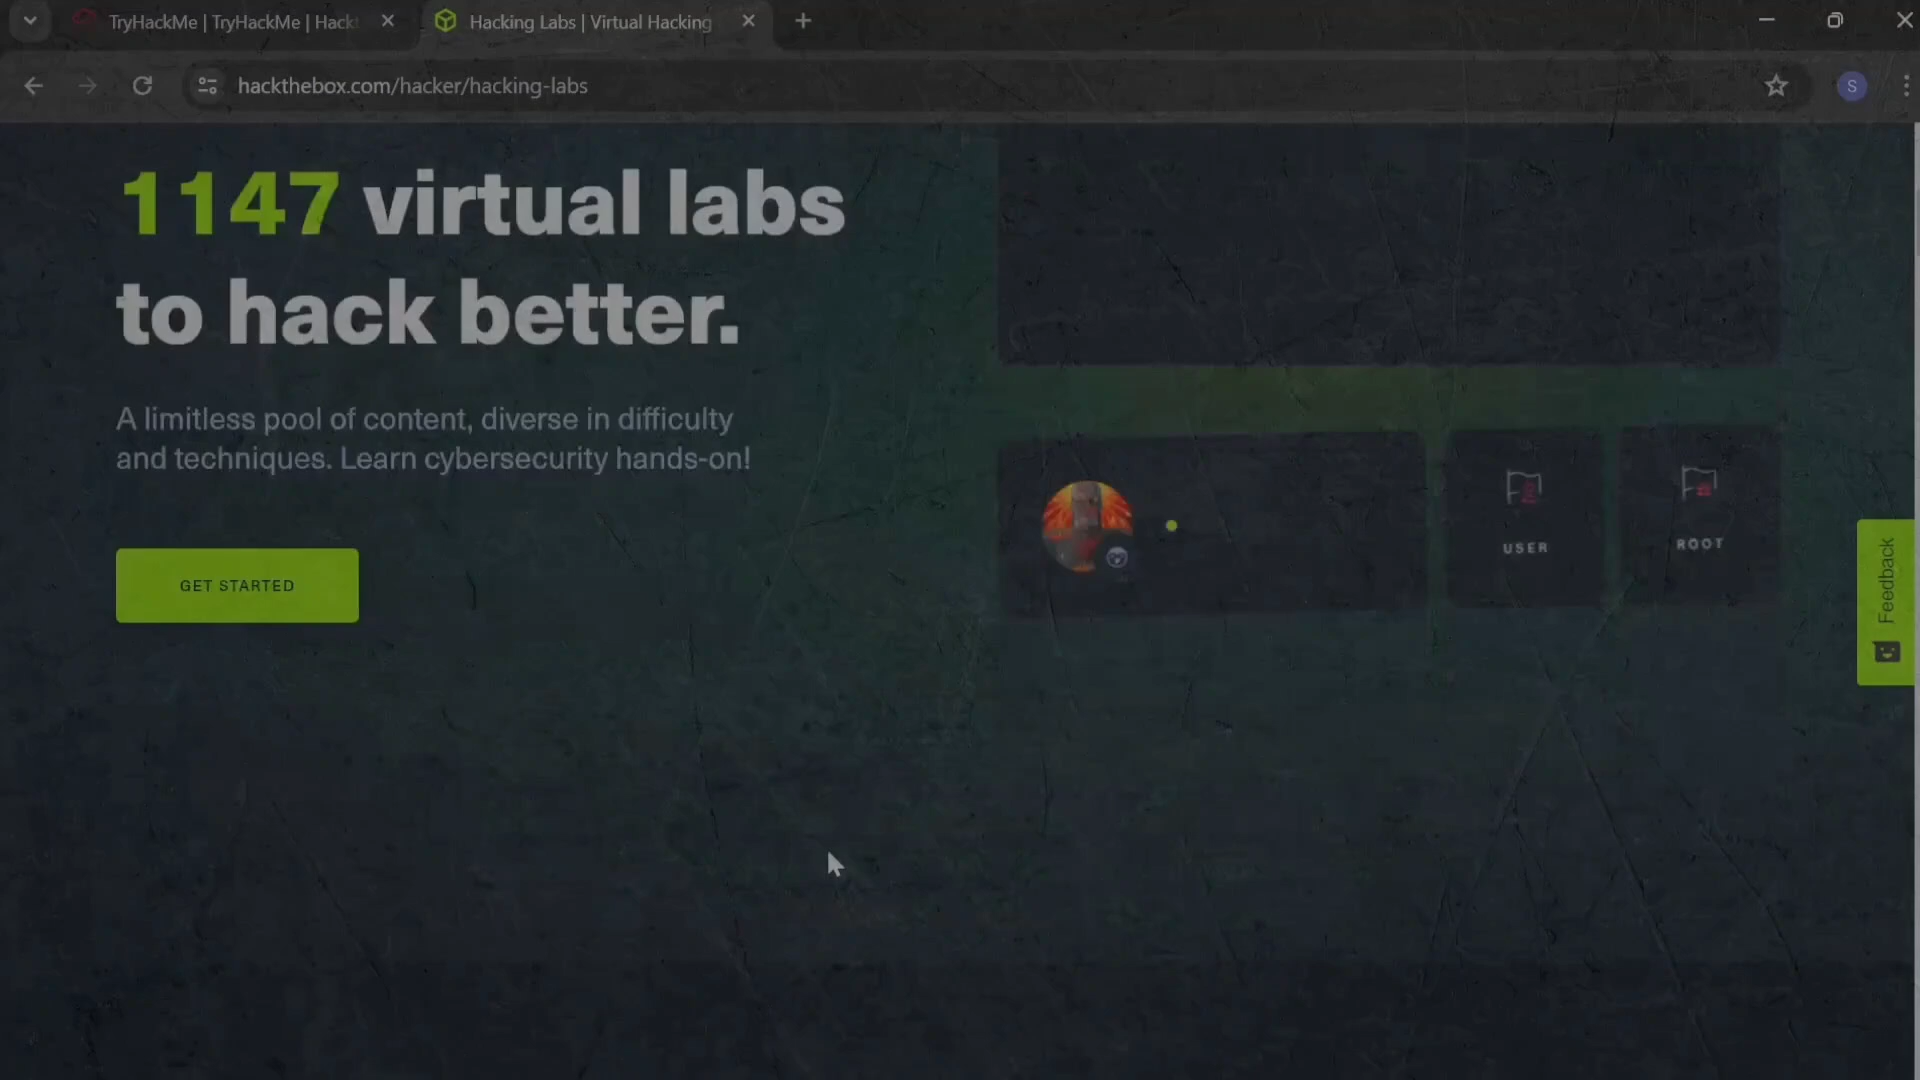 TryHackMe | TryHackMe | Hackt
Hacking Labs | Virtual Hacking
hackthebox.com/hacker/hacking-labs
S
1147 virtual labs
to hack better.
A limitless pool of content, diverse in difficulty
and techniques. Learn cybersecurity hands-on!
GET STARTED
USER
ROOT
Feedback